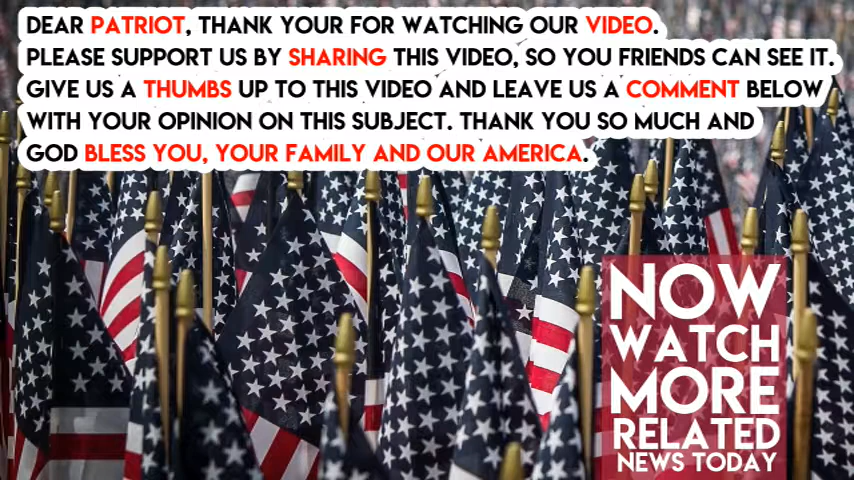 DEAR PATRIOT, THANK YOUR FOR WATCHING OUR VIDEO.
PLEASE SUPPORT US BY SHARING THIS VIDEO, SO YOU FRIENDS CAN SEE IT.
GIVE US A THUMBS UP TO THIS VIDEO AND LEAVE US A COMMENT BELOW
WITH YOUR OPINION ON THIS SUBJECT. THANK YOU SO MUCH AND
GOD BLESS YOU, YOUR FAMILY AND OUR AMERICA.
NOW
WATCH
MORE
RELATED
NEWS TODAY